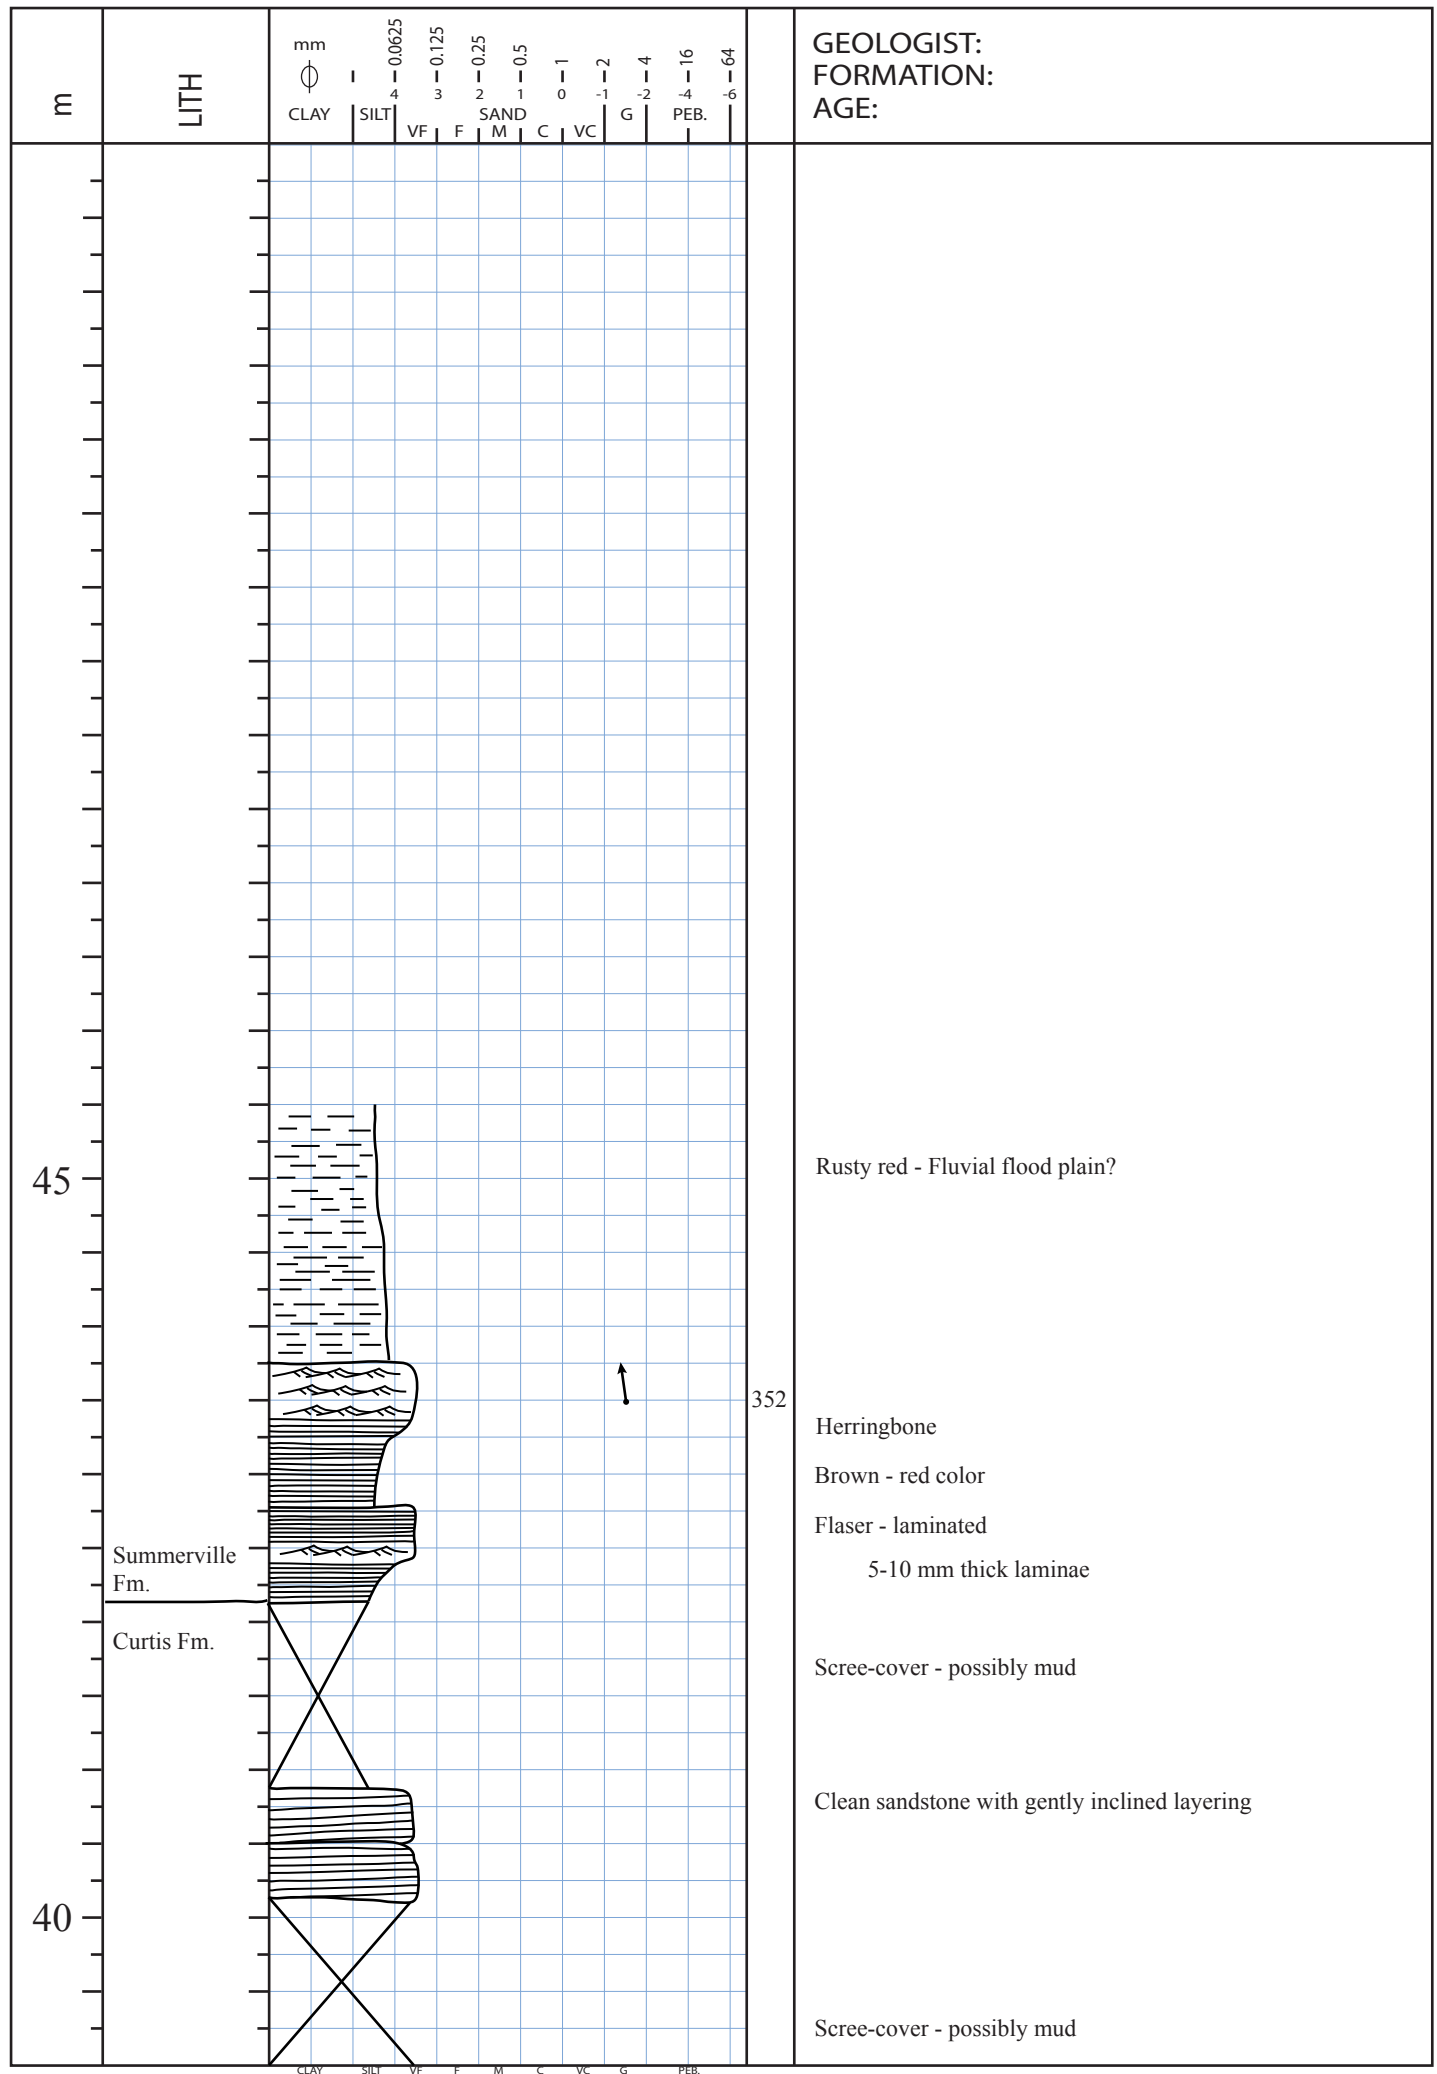 m
LITH
mm
ϕ
0.0625
0.125
0.25
0.5
1
2
4
16
64
4
3
2
1
0
-1
-2
-4
-6
CLAY
SILT
SAND
G
PEB.
VF
F
M
C
VC
GEOLOGIST:
FORMATION:
AGE:
45
Rusty red - Fluvial flood plain?
352
Herringbone
Brown - red color
Flaser - laminated
5-10 mm thick laminae
Summerville
Fm.
Curtis Fm.
Scree-cover - possibly mud
Clean sandstone with gently inclined layering
40
Scree-cover - possibly mud
CLAY
SILT
VF
F
M
C
VC
G
PEB.